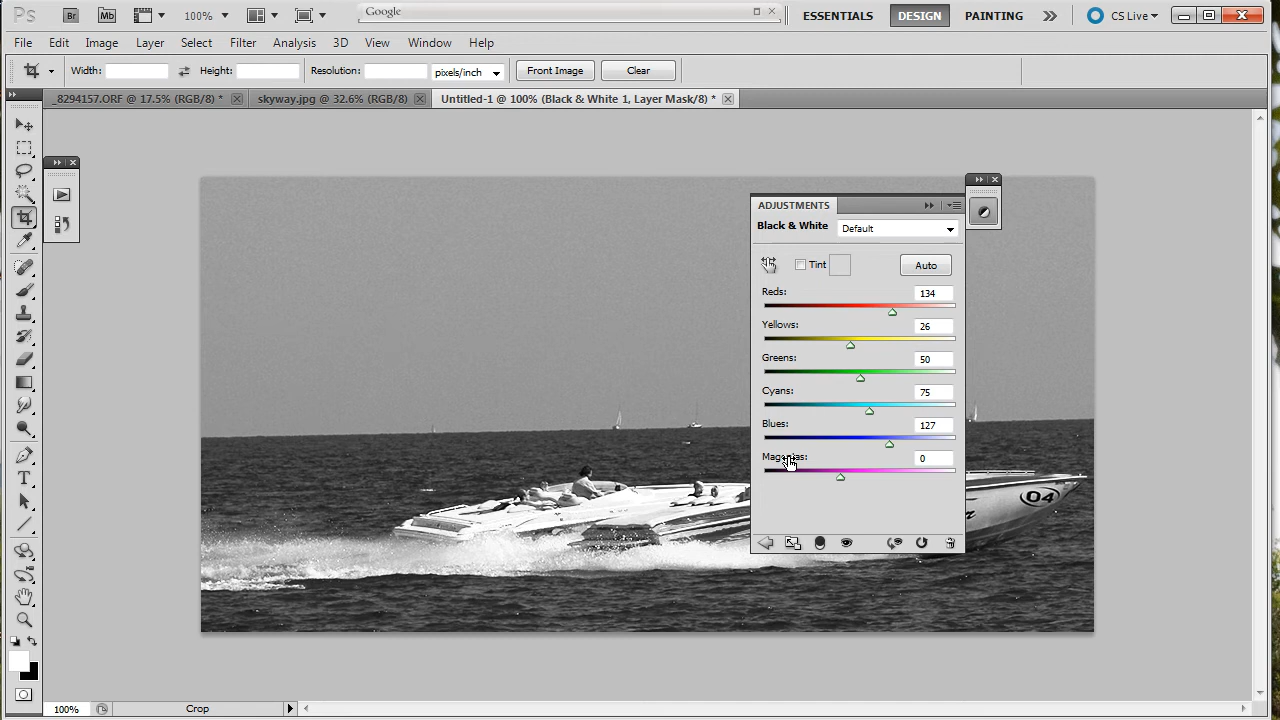 Ps Br Mb 100% Google ESSENTIALS DESIGN PAINTING CS Live
File Edit Image Layer Select Filter Analysis 3D View Window Help
Width: Height: Resolution: pixels/inch Front Image Clear
_8294157.ORF @ 17.5% (RGB/8) * skyway.jpg @ 32.6% (RGB/8) Untitled-1 @ 100% (Black & White 1, Layer Mask/8) *
ADJUSTMENTS
Black & White Default
Tint Auto
Reds: 134
Yellows: 26
Greens: 50
Cyans: 75
Blues: 127
Magentas: 0
04
100% Crop